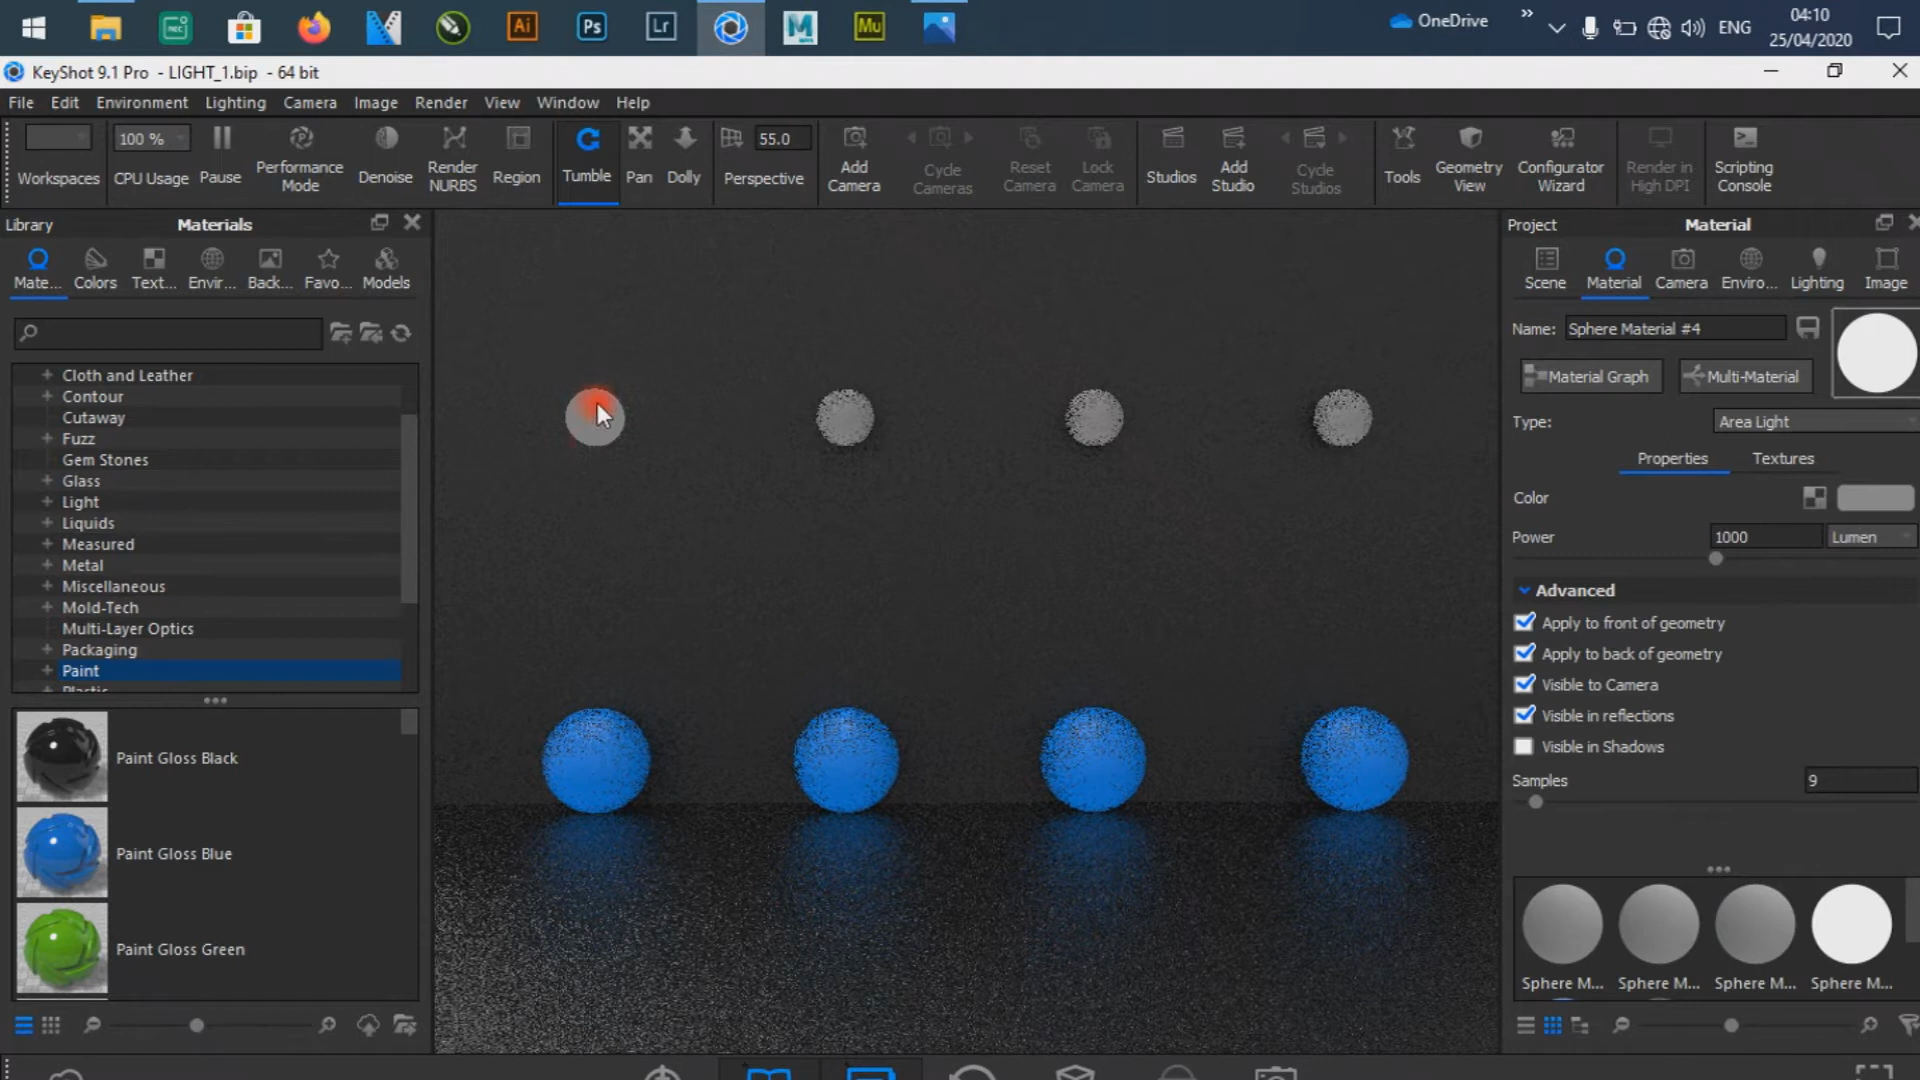 REC
Ai
Ps
Lr
Mu
OneDrive
ENG
04:10
25/04/2020
KeyShot 9.1 Pro - LIGHT_1.bip - 64 bit
File Edit Environment Lighting Camera Image Render View Window Help
Workspaces
100 %
CPU Usage
Pause
Performance
Mode
Denoise
Render
NURBS
Region
Tumble
Pan
Dolly
55.0
Perspective
Add
Camera
Cycle
Cameras
Reset
Camera
Lock
Camera
Studios
Add
Studio
Cycle
Studios
Tools
Geometry
View
Configurator
Wizard
Render in
High DPI
Scripting
Console
Library
Materials
Mate... Colors Text... Envir... Back... Favo... Models
Cloth and Leather
Contour
Cutaway
Fuzz
Gem Stones
Glass
Light
Liquids
Measured
Metal
Miscellaneous
Mold-Tech
Multi-Layer Optics
Packaging
Paint
Plastic
Paint Gloss Black
Paint Gloss Blue
Paint Gloss Green
Project
Material
Scene Material Camera Enviro... Lighting Image
Name: Sphere Material #4
Material Graph
Multi-Material
Type: Area Light
Properties Textures
Color
Power 1000 Lumen
Advanced
Apply to front of geometry
Apply to back of geometry
Visible to Camera
Visible in reflections
Visible in Shadows
Samples 9
Sphere M... Sphere M... Sphere M... Sphere M...